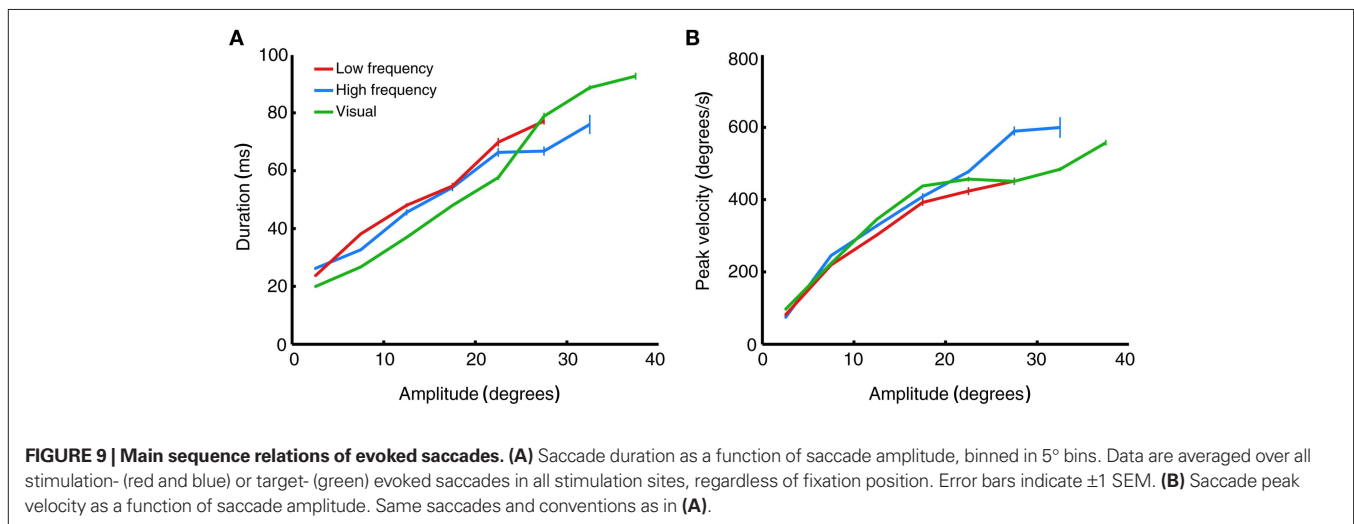 A
100
80
60
40
20
0
Duration (ms)
Low frequency
High frequency
Visual
0 10 20 30 40
Amplitude (degrees)
B
800
600
400
200
0
Peak velocity (degrees/s)
0 10 20 30 40
Amplitude (degrees)
FIGURE 9 | Main sequence relations of evoked saccades. (A) Saccade duration as a function of saccade amplitude, binned in 5° bins. Data are averaged over all
stimulation- (red and blue) or target- (green) evoked saccades in all stimulation sites, regardless of fixation position. Error bars indicate ±1 SEM. (B) Saccade peak
velocity as a function of saccade amplitude. Same saccades and conventions as in (A).